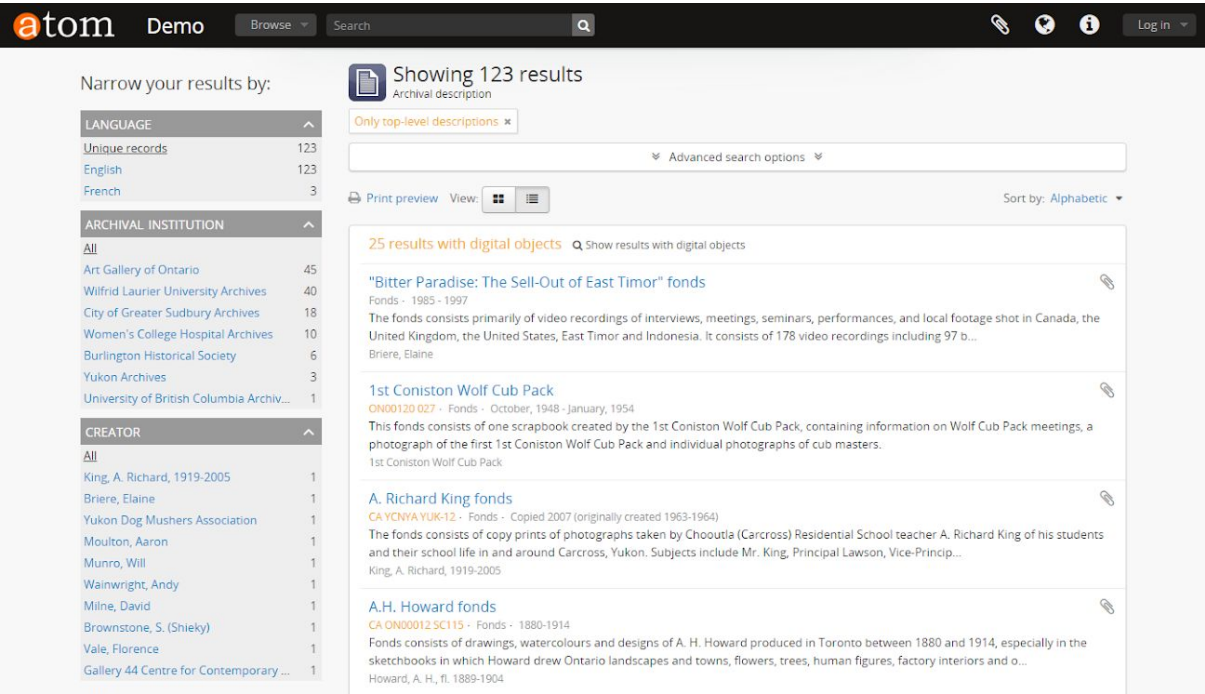 atom Demo Browse Search Log in
Narrow your results by:
LANGUAGE
Unique records 123
English 123
French 3
ARCHIVAL INSTITUTION
All
Art Gallery of Ontario 45
Wilfrid Laurier University Archives 40
City of Greater Sudbury Archives 18
Women's College Hospital Archives 10
Burlington Historical Society 6
Yukon Archives 3
University of British Columbia Archiv... 1
CREATOR
All
King, A. Richard, 1919-2005 1
Briere, Elaine 1
Yukon Dog Mushers Association 1
Moulton, Aaron 1
Munro, Will 1
Wainwright, Andy 1
Milne, David 1
Brownstone, S. (Shieky) 1
Vale, Florence 1
Gallery 44 Centre for Contemporary ... 1
Showing 123 results
Archival description
Only top-level descriptions ×
Advanced search options
Print preview View: Sort by: Alphabetic
25 results with digital objects Show results with digital objects
"Bitter Paradise: The Sell-Out of East Timor" fonds
Fonds · 1985 - 1997
The fonds consists primarily of video recordings of interviews, meetings, seminars, performances, and local footage shot in Canada, the
United Kingdom, the United States, East Timor and Indonesia. It consists of 178 video recordings including 97 b...
Briere, Elaine
1st Coniston Wolf Cub Pack
ON00120 027 · Fonds · October, 1948 - January, 1954
This fonds consists of one scrapbook created by the 1st Coniston Wolf Cub Pack, containing information on Wolf Cub Pack meetings, a
photograph of the first 1st Coniston Wolf Cub Pack and individual photographs of cub masters.
1st Coniston Wolf Cub Pack
A. Richard King fonds
CA YCNYA YUK-12 · Fonds · Copied 2007 (originally created 1963-1964)
The fonds consists of copy prints of photographs taken by Chooutla (Carcross) Residential School teacher A. Richard King of his students
and their school life in and around Carcross, Yukon. Subjects include Mr. King, Principal Lawson, Vice-Princip...
King, A. Richard, 1919-2005
A.H. Howard fonds
CA ON00012 SC115 · Fonds · 1880-1914
Fonds consists of drawings, watercolours and designs of A. H. Howard produced in Toronto between 1880 and 1914, especially in the
sketchbooks in which Howard drew Ontario landscapes and towns, flowers, trees, human figures, factory interiors and o...
Howard, A. H., fl. 1889-1904